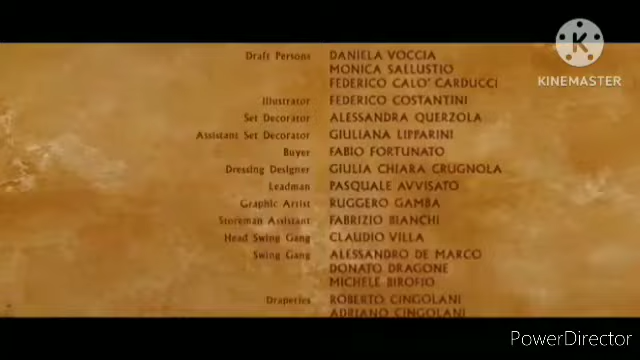 KINEMASTER
Draft Persons DANIELA VOCCIA
MONICA SALLUSTIO
FEDERICO CALO' CARDUCCI
Illustrator FEDERICO COSTANTINI
Set Decorator ALESSANDRA QUERZOLA
Assistant Set Decorator GIULIANA LIPPARINI
Buyer FABIO FORTUNATO
Dressing Designer GIULIA CHIARA CRUGNOLA
Leadman PASQUALE AVVISATO
Graphic Artist RUGGERO GAMBA
Storeman Assistant FABRIZIO BIANCHI
Head Swing Gang CLAUDIO VILLA
Swing Gang ALESSANDRO DE MARCO
DONATO DRAGONE
MICHELE BIROFIO
Draperies ROBERTO CINGOLANI
ADRIANO CINGOLANI
PowerDirector